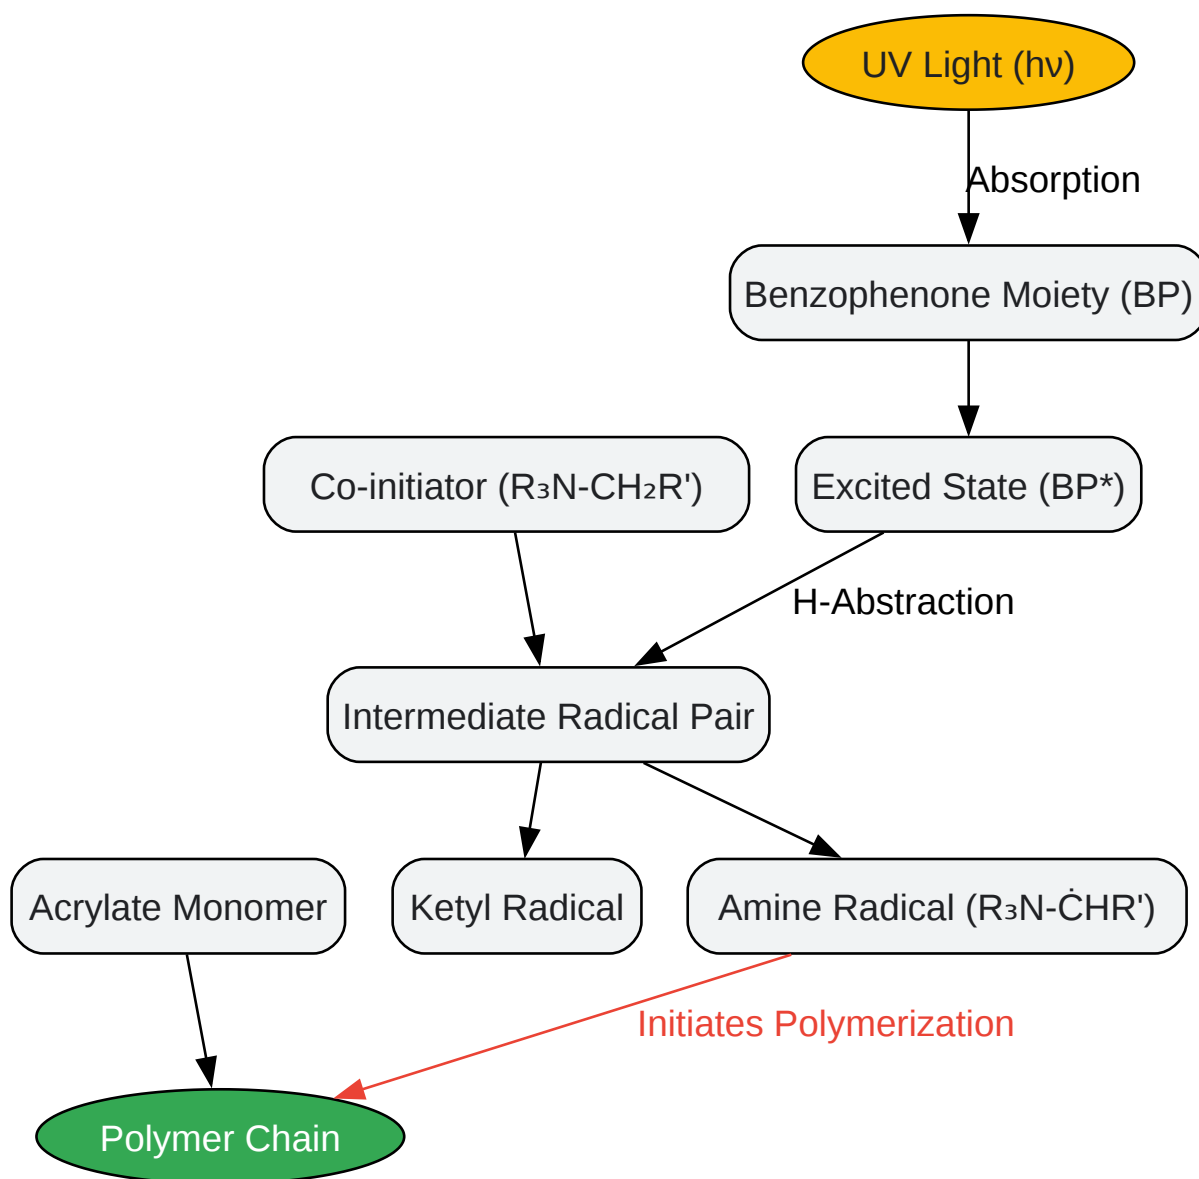 UV Light (hν)
Absorption
Benzophenone Moiety (BP)
Co-initiator (R₃N-CH₂R')
Excited State (BP*)
H-Abstraction
Intermediate Radical Pair
Acrylate Monomer
Ketyl Radical
Amine Radical (R₃N-ĊHR')
Initiates Polymerization
Polymer Chain